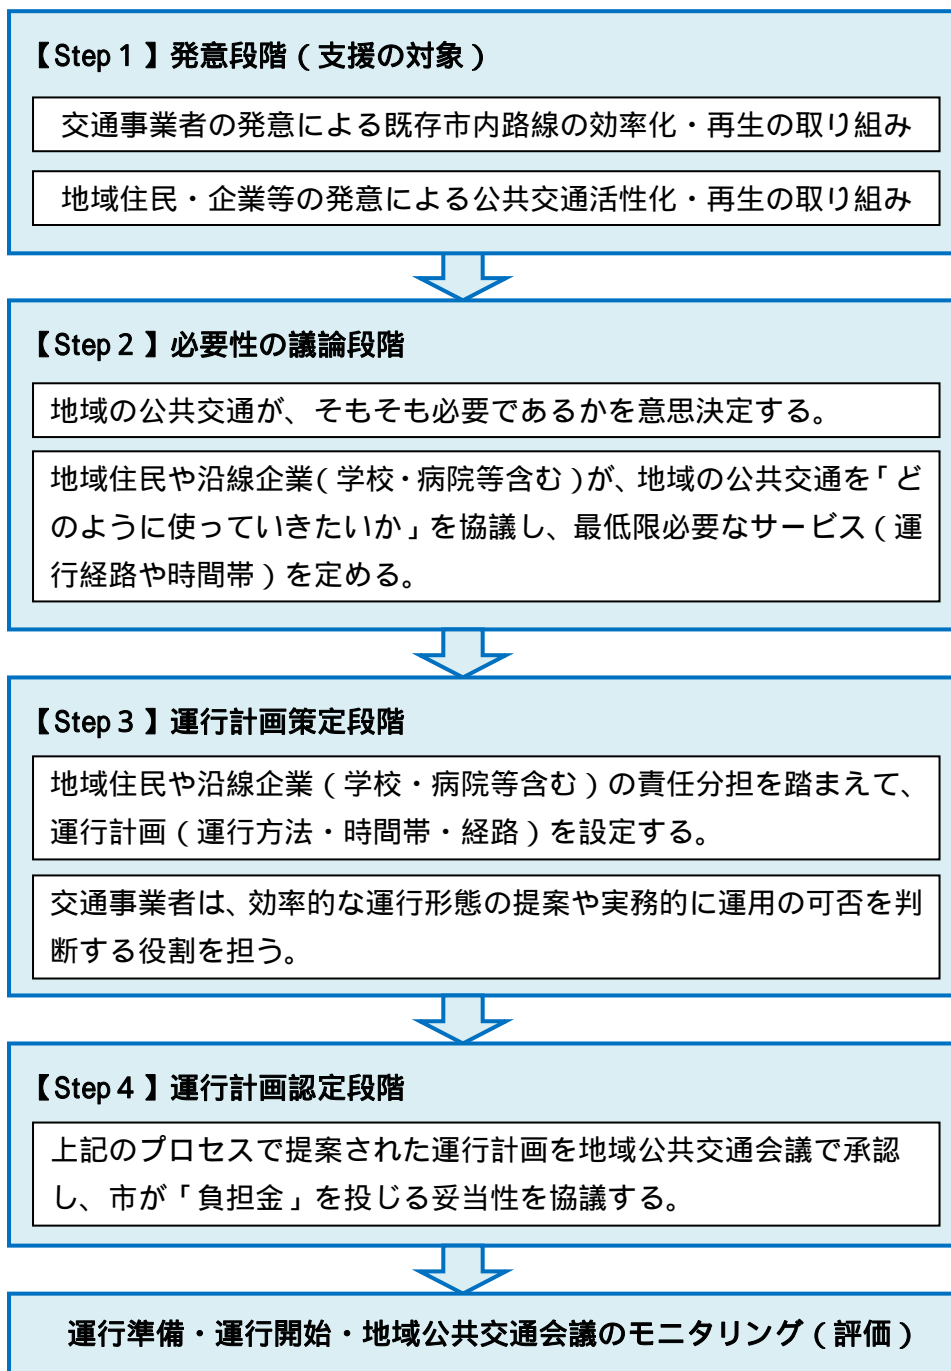 【Step 1 】発意段階（支援の対象）
交通事業者の発意による既存市内路線の効率化・再生の取り組み
地域住民・企業等の発意による公共交通活性化・再生の取り組み
【Step 2 】必要性の議論段階
地域の公共交通が、そもそも必要であるかを意思決定する。
地域住民や沿線企業（学校・病院等含む）が、地域の公共交通を「ど
のように使っていきたいか」を協議し、最低限必要なサービス（運
行経路や時間帯）を定める。
【Step 3 】運行計画策定段階
地域住民や沿線企業（学校・病院等含む）の責任分担を踏まえて、
運行計画（運行方法・時間帯・経路）を設定する。
交通事業者は、効率的な運行形態の提案や実務的に運用の可否を判
断する役割を担う。
【Step 4 】運行計画認定段階
上記のプロセスで提案された運行計画を地域公共交通会議で承認
し、市が「負担金」を投じる妥当性を協議する。
運行準備・運行開始・地域公共交通会議のモニタリング（評価）